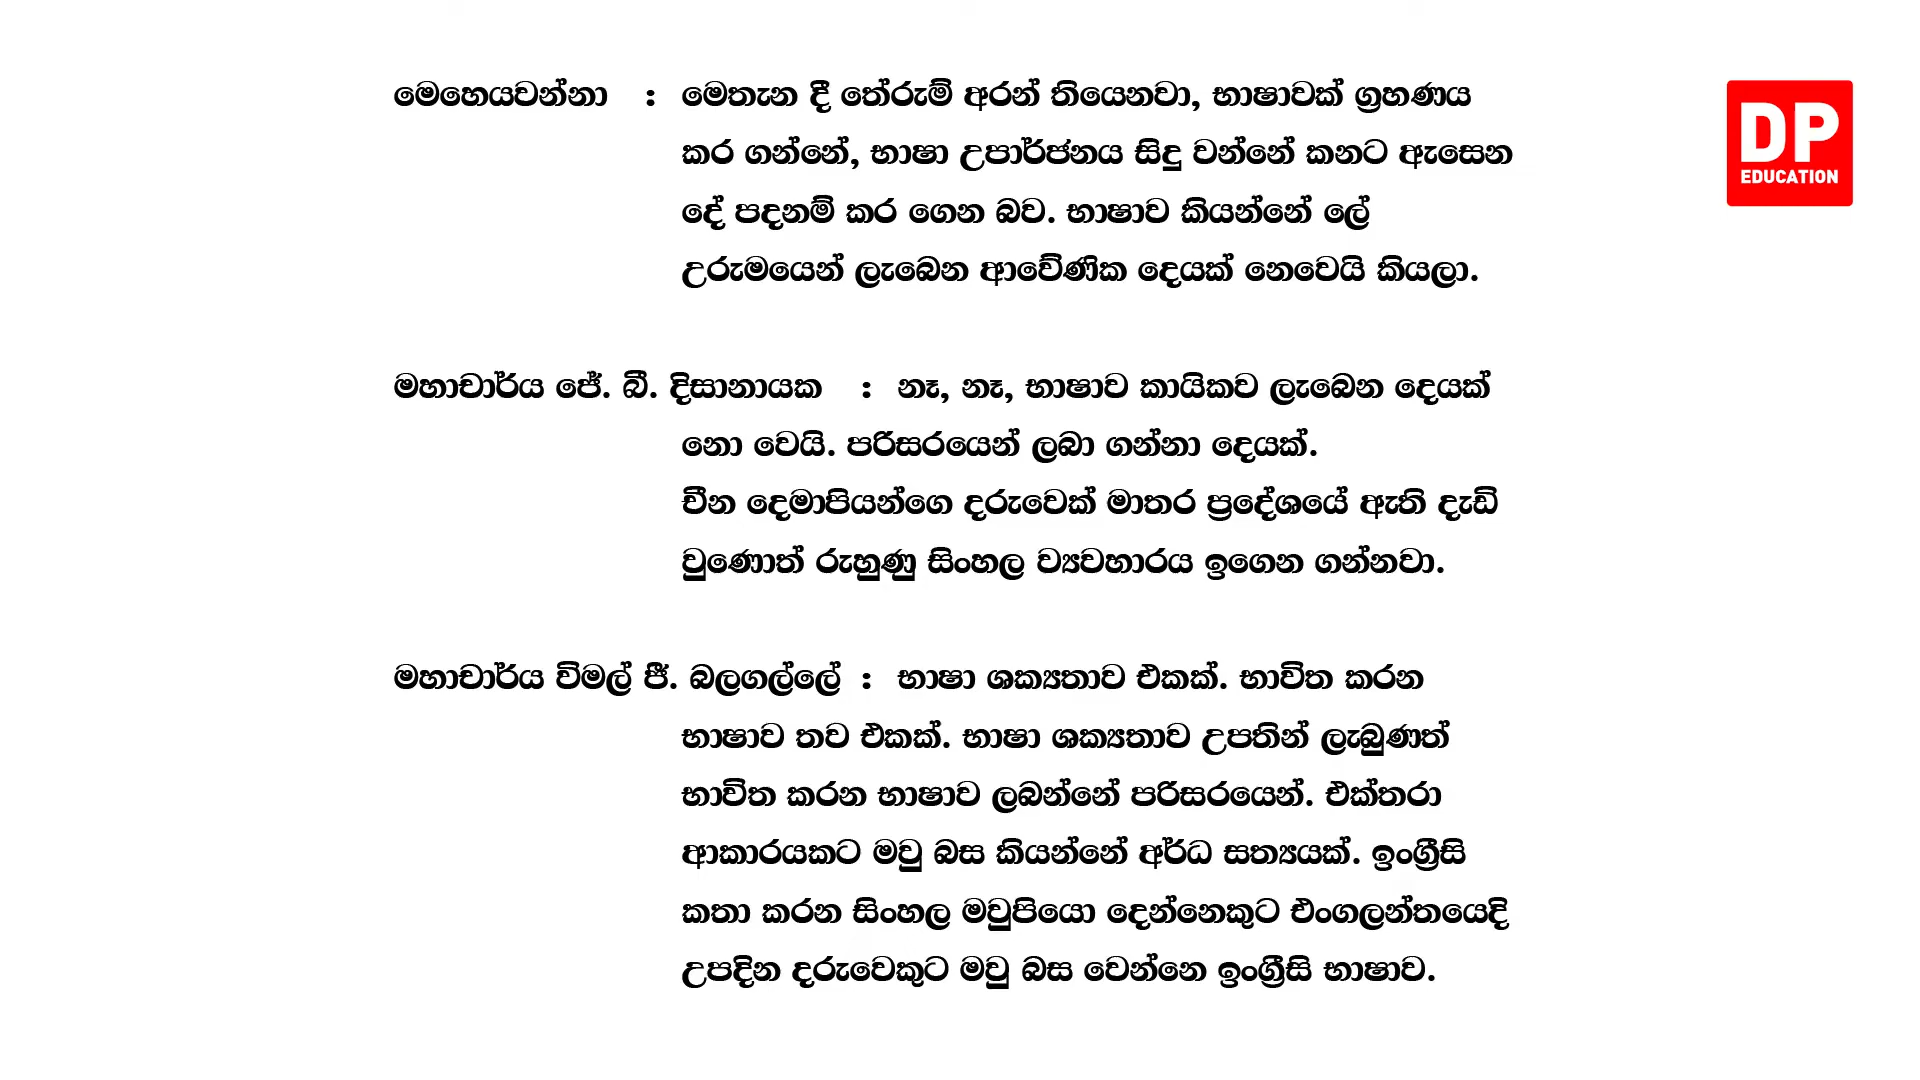 මෙහෙයවන්නා : මෙතැන දී තේරුම් අරන් තියෙනවා, භාෂාවක් ග්‍රහණය
DP
EDUCATION
කර ගන්නේ, භාෂා උපාර්ජනය සිදු වන්නේ කනට ඇසෙන
දේ පදනම් කර ගෙන බව. භාෂාව කියන්නේ ලේ
උරුමයෙන් ලැබෙන ආවේණික දෙයක් නෙවෙයි කියලා.
මහාචාර්ය ජේ. බී. දිසානායක : නෑ, නෑ, භාෂාව කායිකව ලැබෙන දෙයක්
නො වෙයි. පරිසරයෙන් ලබා ගන්නා දෙයක්.
චීන දෙමාපියන්ගෙ දරුවෙක් මාතර ප්‍රදේශයේ ඇති දැඩි
වුණොත් රුහුණු සිංහල ව්‍යවහාරය ඉගෙන ගන්නවා.
මහාචාර්ය විමල් ජී. බලගල්ලේ : භාෂා ශක්‍යතාව එකක්. භාවිත කරන
භාෂාව තව එකක්. භාෂා ශක්‍යතාව උපතින් ලැබුණත්
භාවිත කරන භාෂාව ලබන්නේ පරිසරයෙන්. එක්තරා
ආකාරයකට මවු බස කියන්නේ අර්ධ සත්‍යයක්. ඉංග්‍රීසි
කතා කරන සිංහල මවුපියො දෙන්නෙකුට එංගලන්තයෙදි
උපදින දරුවෙකුට මවු බස වෙන්නෙ ඉංග්‍රීසි භාෂාව.